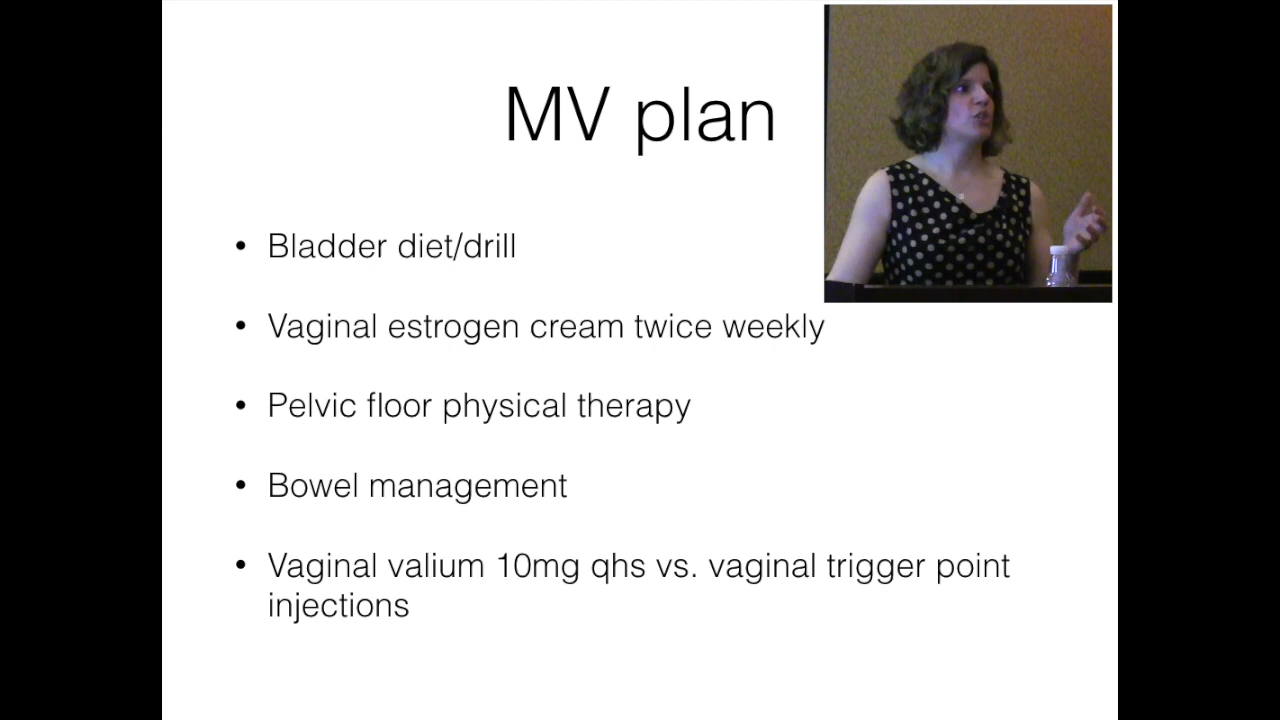 MV plan
• Bladder diet/drill
• Vaginal estrogen cream twice weekly
• Pelvic floor physical therapy
• Bowel management
• Vaginal valium 10mg qhs vs. vaginal trigger point
injections